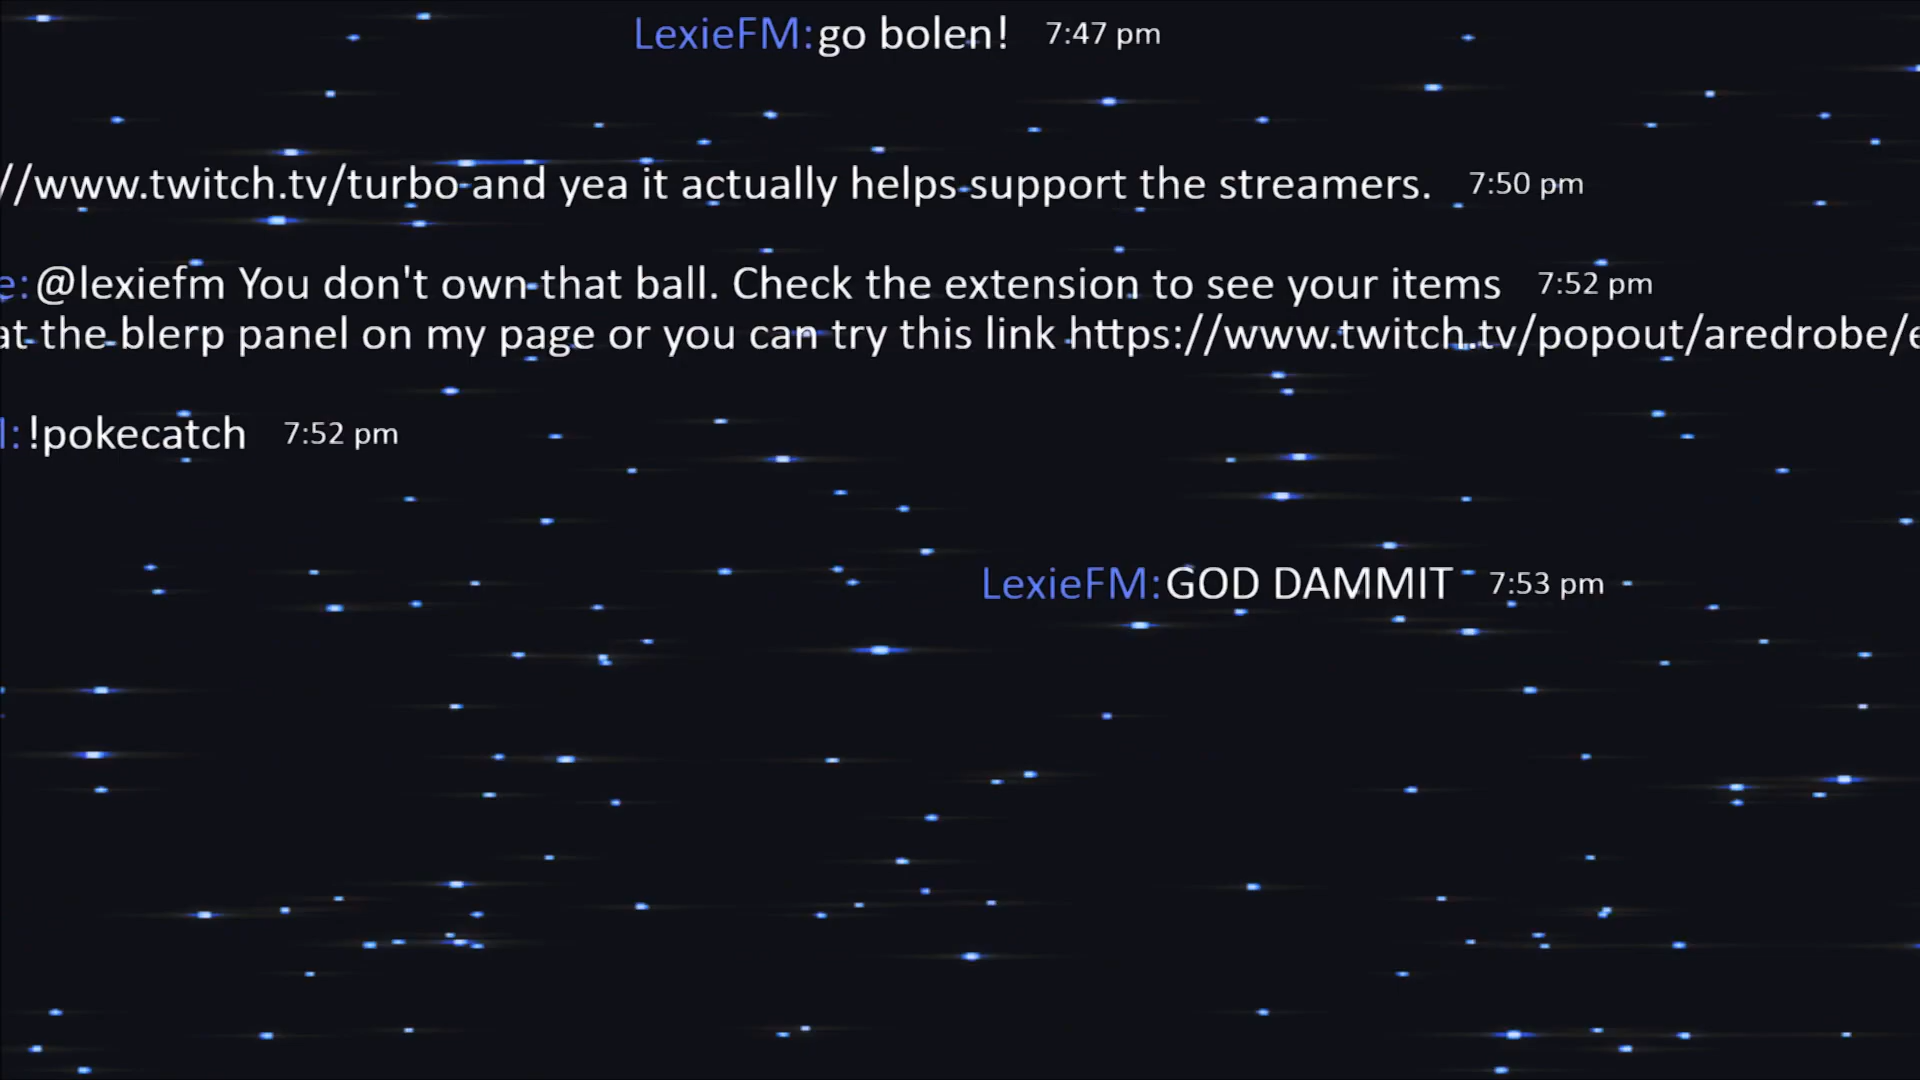 LexieFM:go bolen! 7:47 pm
//www.twitch.tv/turbo and yea it actually helps support the streamers. 7:50 pm
e:@lexiefm You don't own that ball. Check the extension to see your items 7:52 pm
at the blerp panel on my page or you can try this link https://www.twitch.tv/popout/aredrobe/e
:!pokecatch 7:52 pm
LexieFM:GOD DAMMIT 7:53 pm